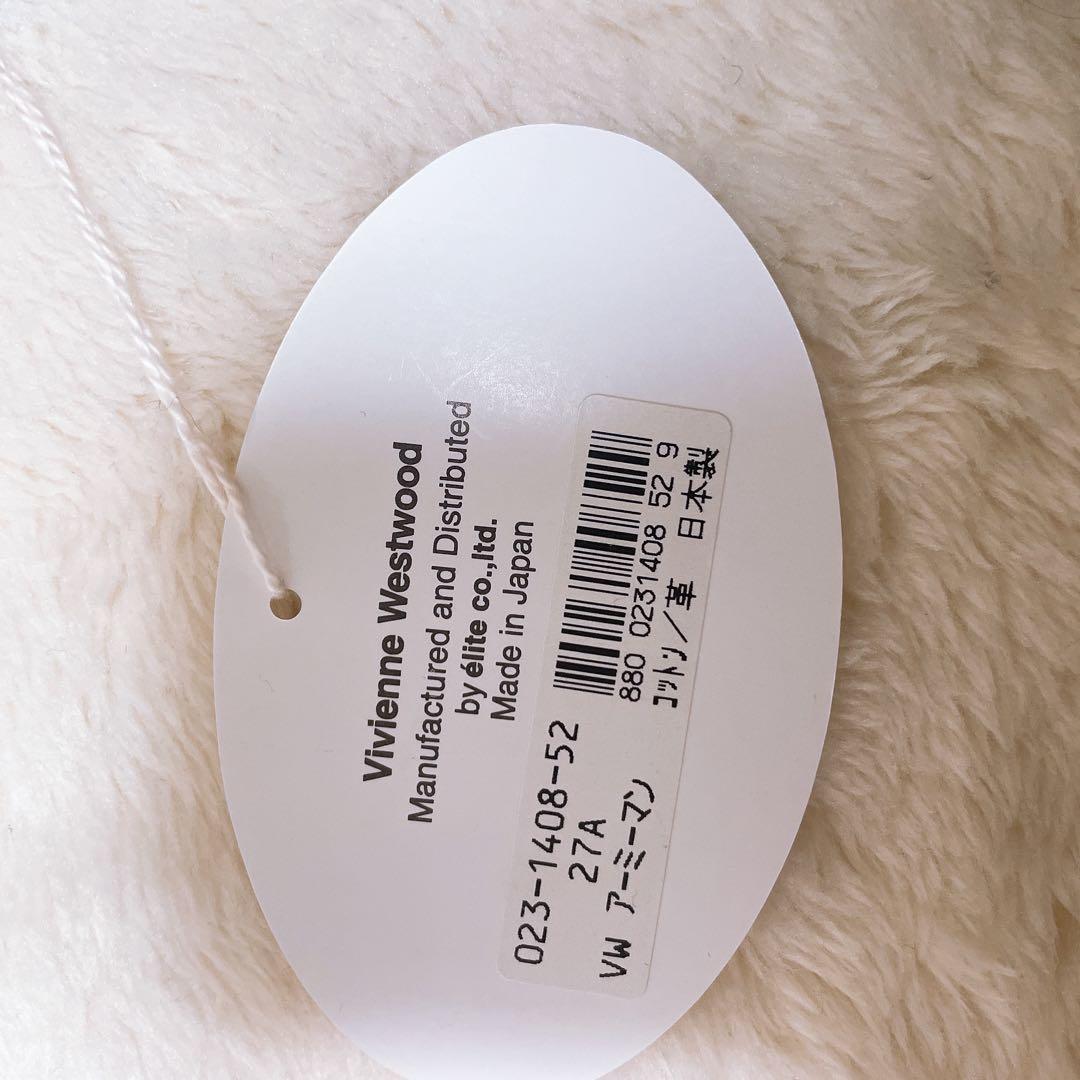 Vivienne Westwood
Manufactured and Distributed
by élite co.,ltd.
Made in Japan
023-1408-52
27A
VW アーミーマン
880 0231408 52 9
コットン/革 日本製